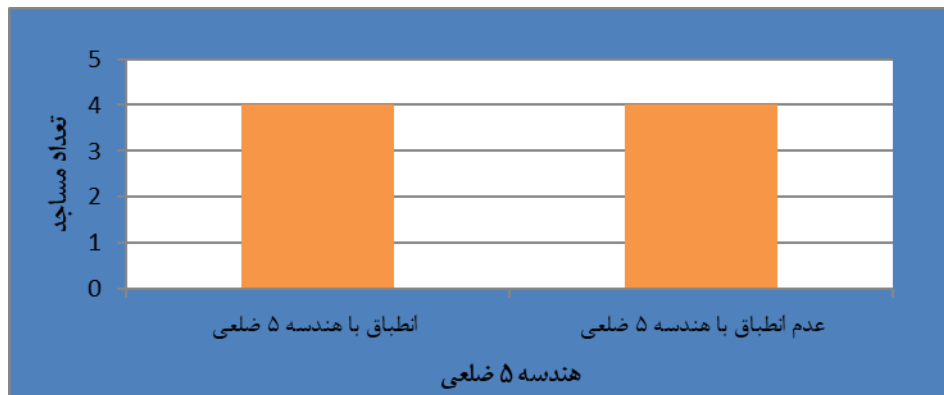 تعداد مساجد
5
4
3
2
1
0
انطباق با هندسه ۵ ضلعی
عدم انطباق با هندسه ۵ ضلعی
هندسه ۵ ضلعی